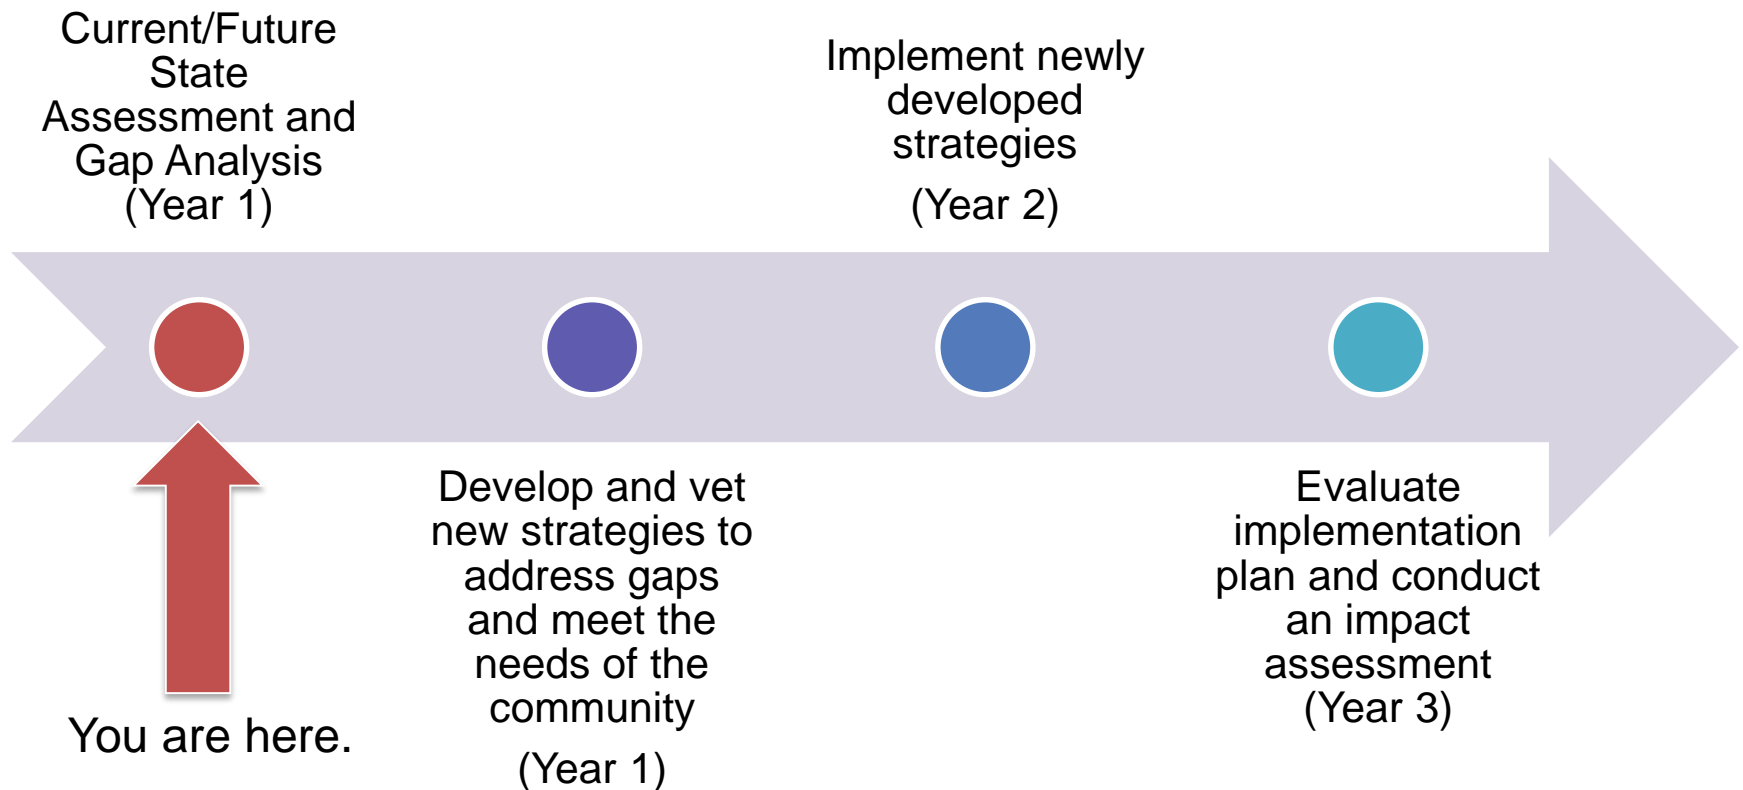 Current/Future
State
Assessment and
Gap Analysis
(Year 1)
Develop and vet
new strategies to
address gaps
and meet the
needs of the
community
(Year 1)
Implement newly
developed
strategies
(Year 2)
Evaluate
implementation
plan and conduct
an impact
assessment
(Year 3)
You are here.